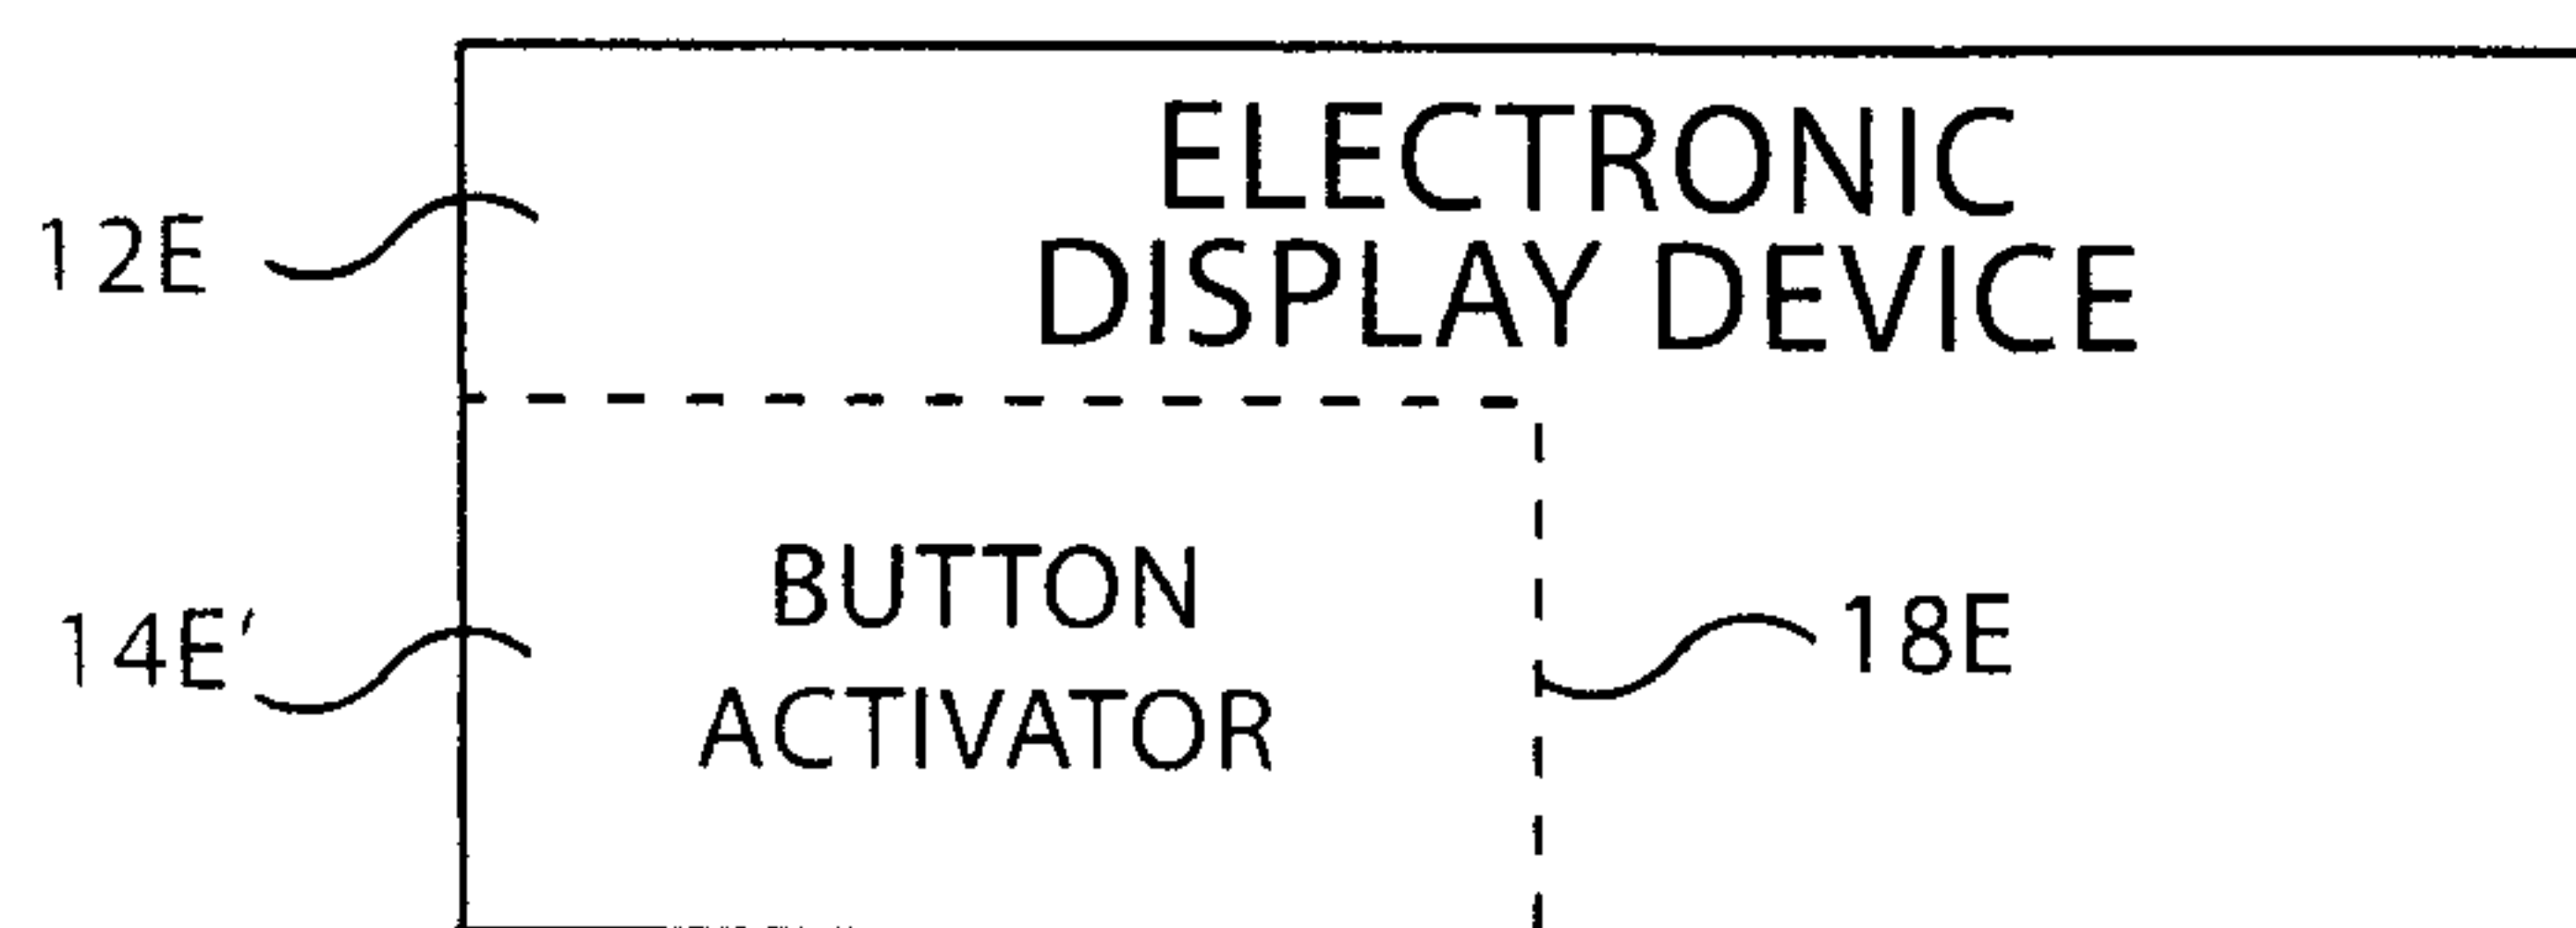 ELECTRONIC
DISPLAY DEVICE
12E
BUTTON
ACTIVATOR
14E′
18E